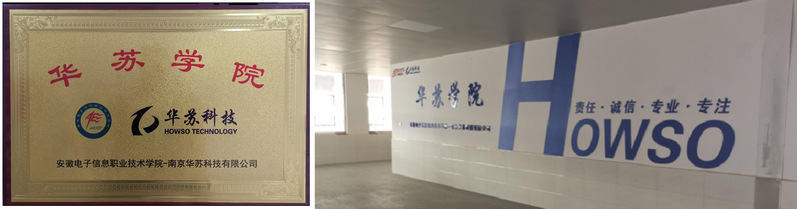 华苏学院
华苏科技
HOWSO TECHNOLOGY
安徽电子信息职业技术学院-南京华苏科技有限公司
华苏学院
HOWSO
责任·诚信·专业·专注